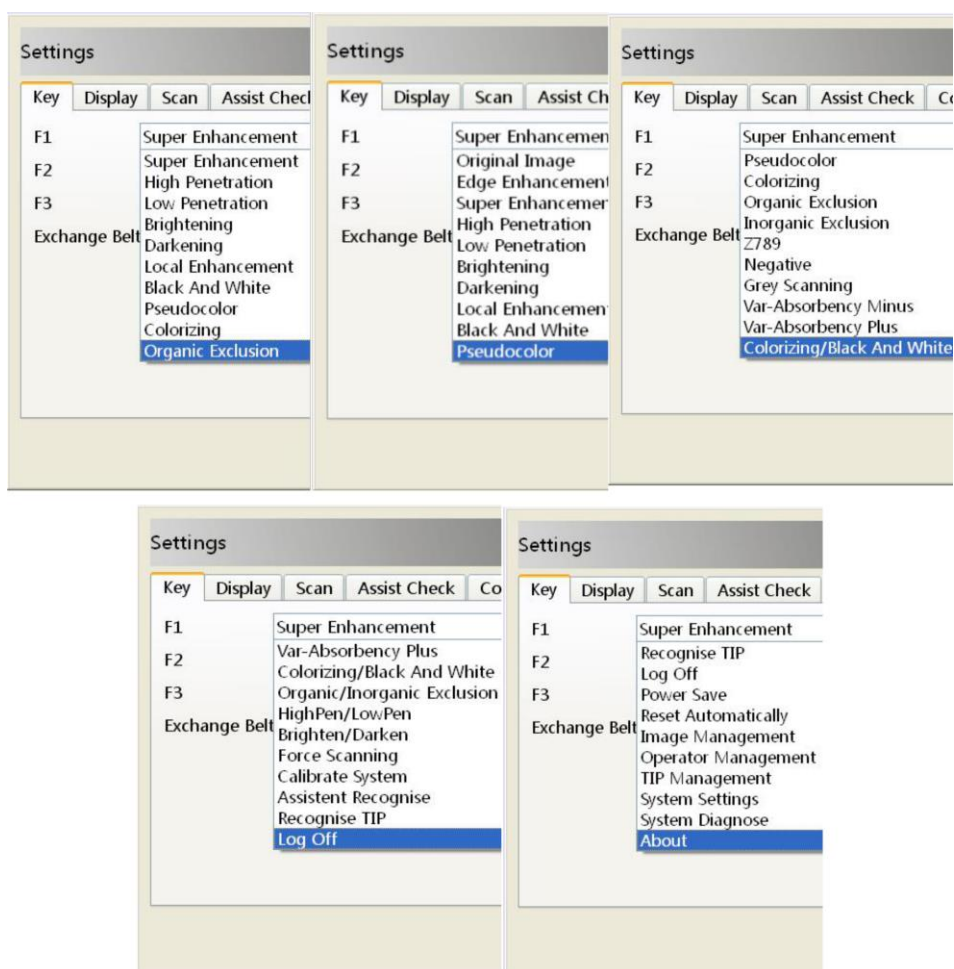 Settings
Key Display Scan Assist Chec
F1 Super Enhancement
F2
F3
Exchange Belt
Super Enhancement
High Penetration
Low Penetration
Brightening
Darkening
Local Enhancement
Black And White
Pseudocolor
Colorizing
Organic Exclusion
Settings
Key Display Scan Assist Ch
F1 Super Enhancemen
F2
F3
Exchange Belt
Original Image
Edge Enhancement
Super Enhancemen
High Penetration
Low Penetration
Brightening
Darkening
Local Enhancement
Black And White
Pseudocolor
Settings
Key Display Scan Assist Check Co
F1 Super Enhancement
F2
F3
Exchange Belt
Pseudocolor
Colorizing
Organic Exclusion
Inorganic Exclusion
Z789
Negative
Grey Scanning
Var-Absorbency Minus
Var-Absorbency Plus
Colorizing/Black And White
Settings
Key Display Scan Assist Check Co
F1 Super Enhancement
F2
F3
Exchange Belt
Var-Absorbency Plus
Colorizing/Black And White
Organic/Inorganic Exclusion
HighPen/LowPen
Brighten/Darken
Force Scanning
Calibrate System
Assistent Recognise
Recognise TIP
Log Off
Settings
Key Display Scan Assist Check
F1 Super Enhancement
F2
F3
Exchange Belt
Recognise TIP
Log Off
Power Save
Reset Automatically
Image Management
Operator Management
TIP Management
System Settings
System Diagnose
About